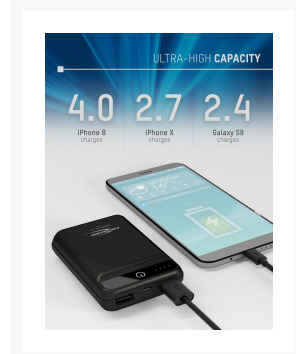 ULTRA-HIGH CAPACITY
4.0 2.7 2.4
iPhone 8 iPhone X Galaxy S9
charges charges charges